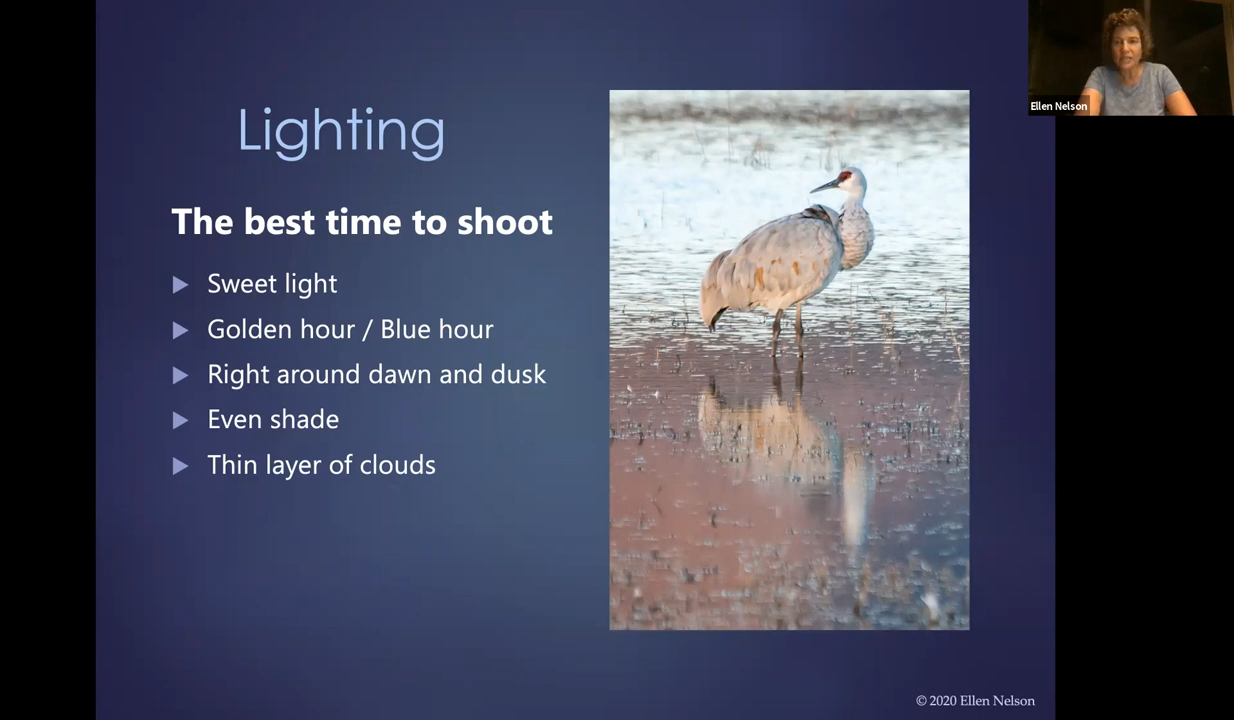 Lighting
The best time to shoot
Sweet light
Golden hour / Blue hour
Right around dawn and dusk
Even shade
Thin layer of clouds
© 2020 Ellen Nelson
Ellen Nelson